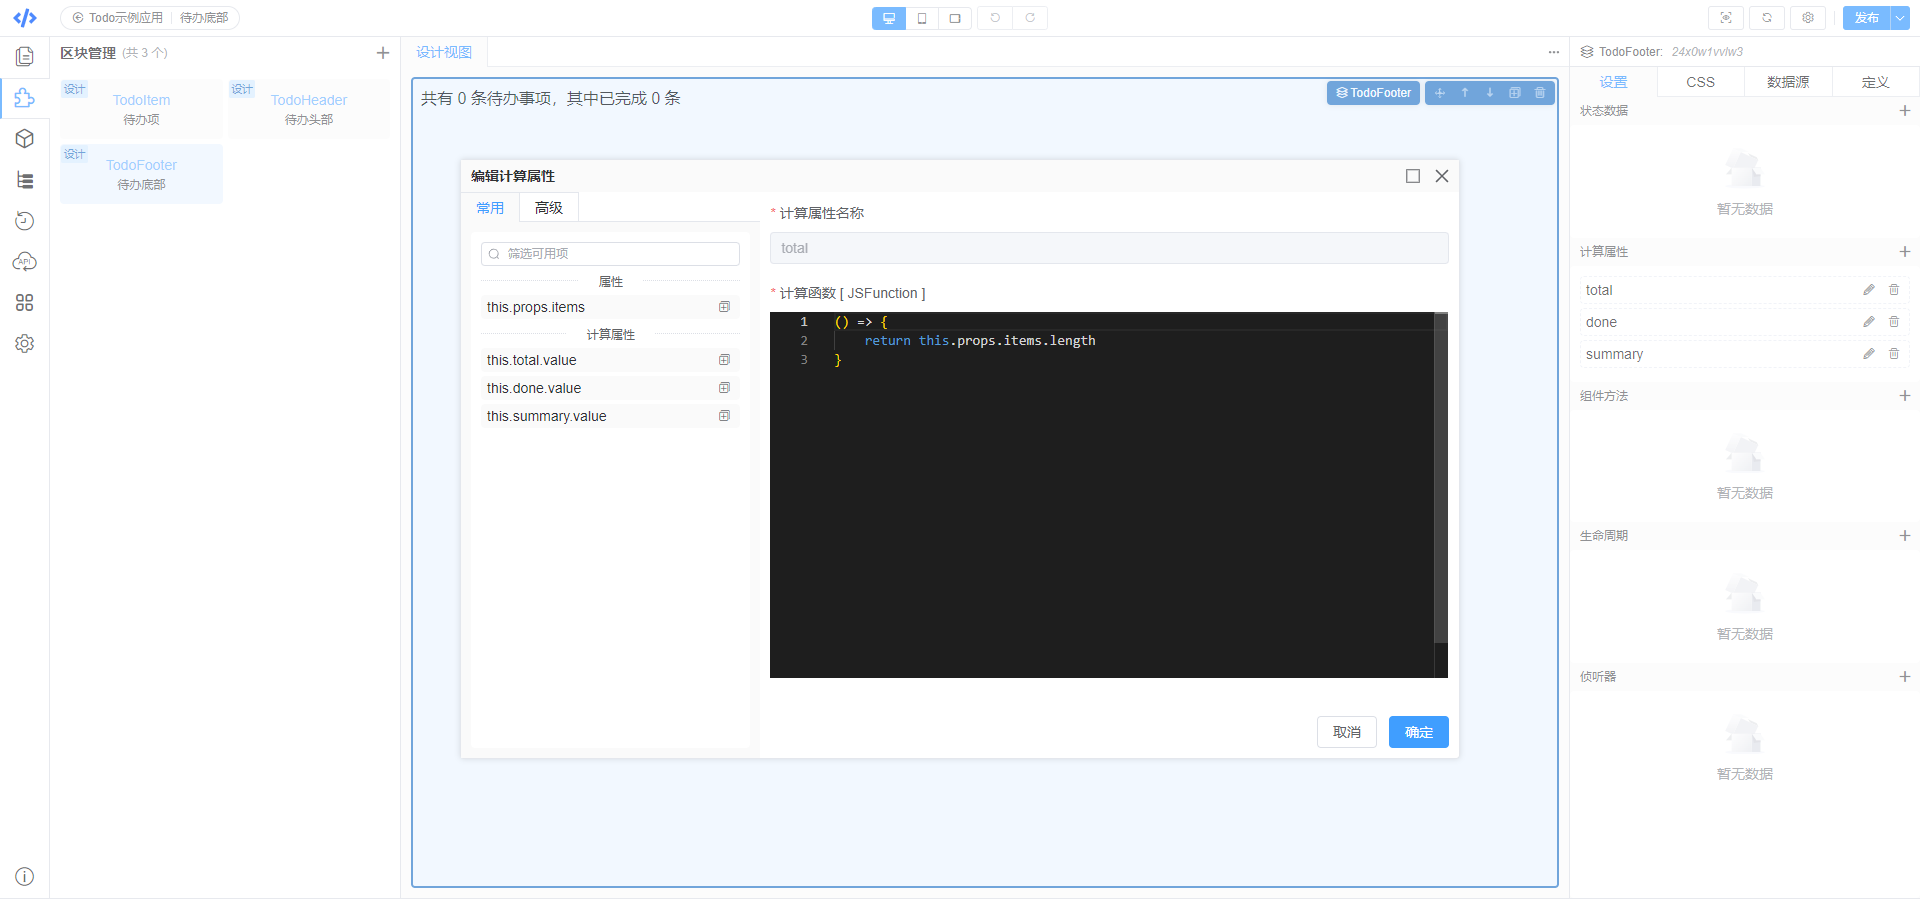 Todo示例应用 | 待办底部
发布
区块管理 (共 3 个)
设计
TodoItem
待办项
设计
TodoHeader
待办头部
设计
TodoFooter
待办底部
设计视图
共有 0 条待办事项，其中已完成 0 条
TodoFooter
编辑计算属性
常用
高级
筛选可用项
属性
this.props.items
计算属性
this.total.value
this.done.value
this.summary.value
* 计算属性名称
total
* 计算函数 [ JSFunction ]
1 () => {
2 return this.props.items.length
3 }
取消
确定
TodoFooter: 24x0w1vvlw3
设置
CSS
数据源
定义
状态数据
暂无数据
计算属性
total
done
summary
组件方法
暂无数据
生命周期
暂无数据
侦听器
暂无数据
API